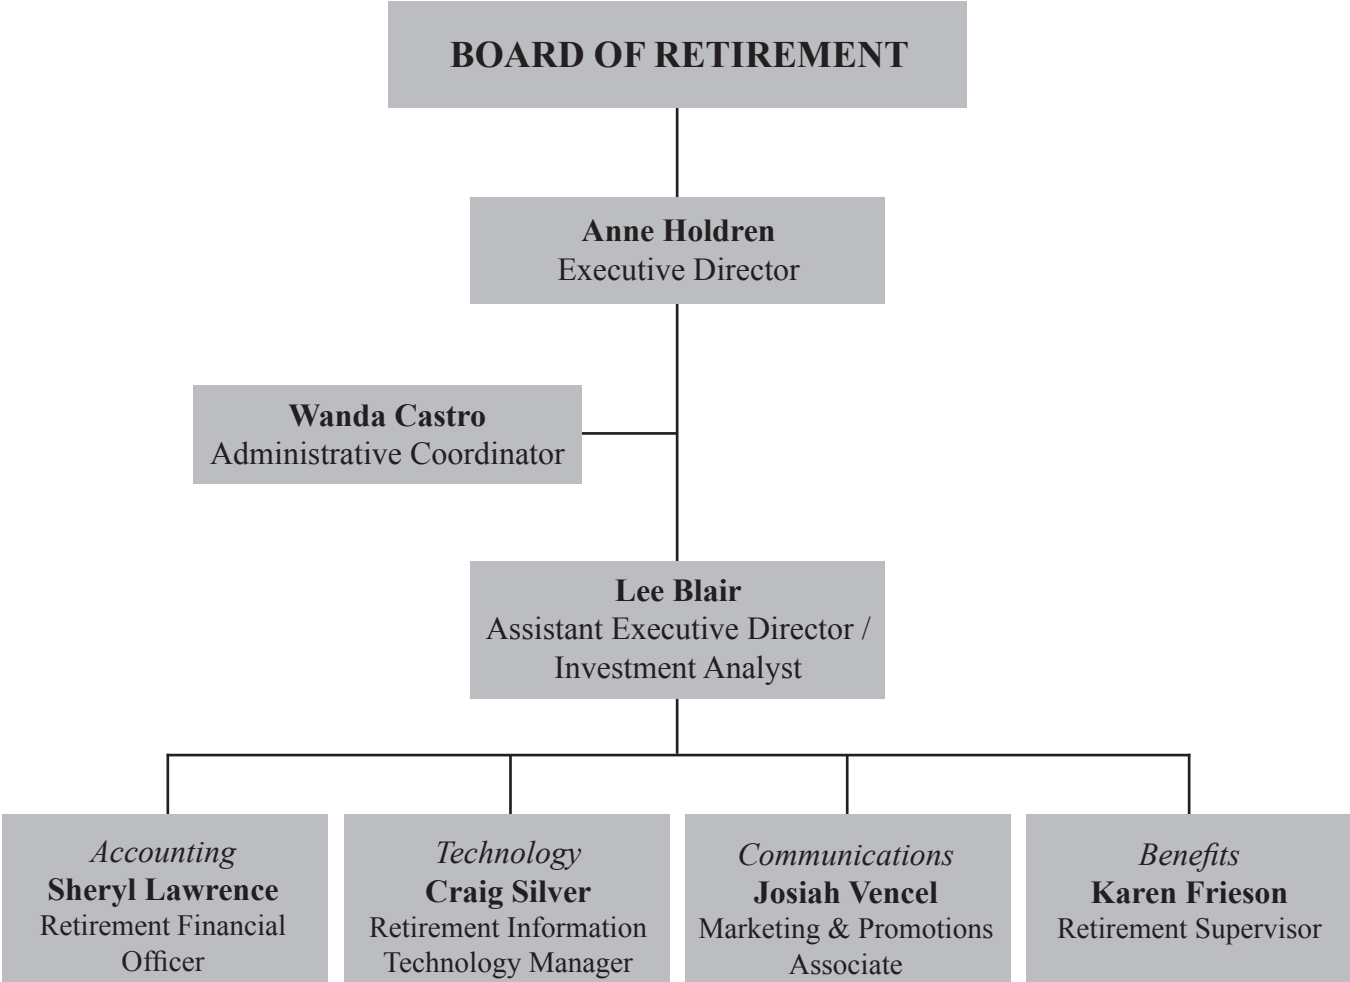 BOARD OF RETIREMENT
Anne Holdren
Executive Director
Wanda Castro
Administrative Coordinator
Lee Blair
Assistant Executive Director /
Investment Analyst
Accounting
Sheryl Lawrence
Retirement Financial
Officer
Technology
Craig Silver
Retirement Information
Technology Manager
Communications
Josiah Vencel
Marketing & Promotions
Associate
Benefits
Karen Frieson
Retirement Supervisor